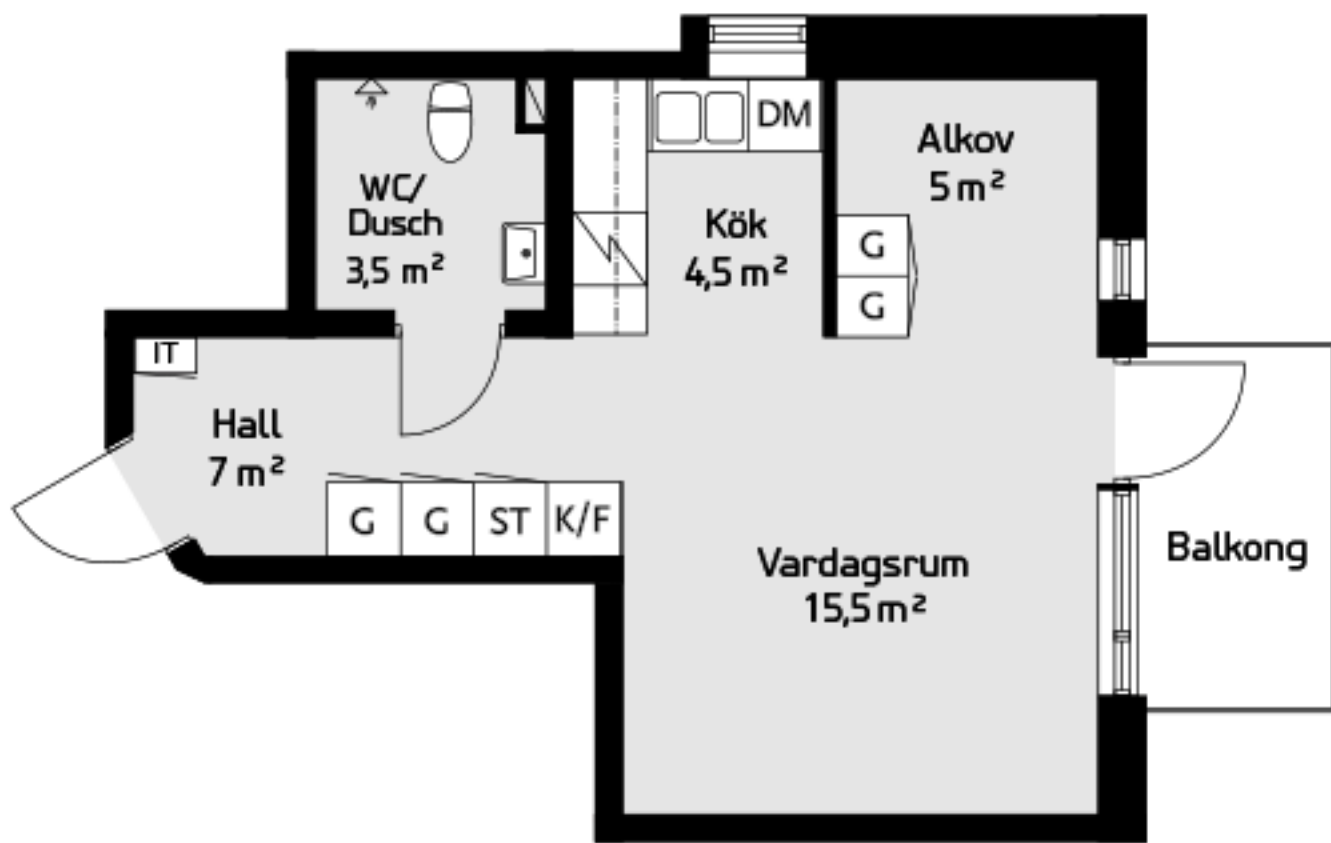 DM
Alkov
5 m²
WC/
Dusch
3,5 m²
Kök
4,5 m²
G
G
IT
Hall
7 m²
G
G
ST
K/F
Vardagsrum
15,5 m²
Balkong